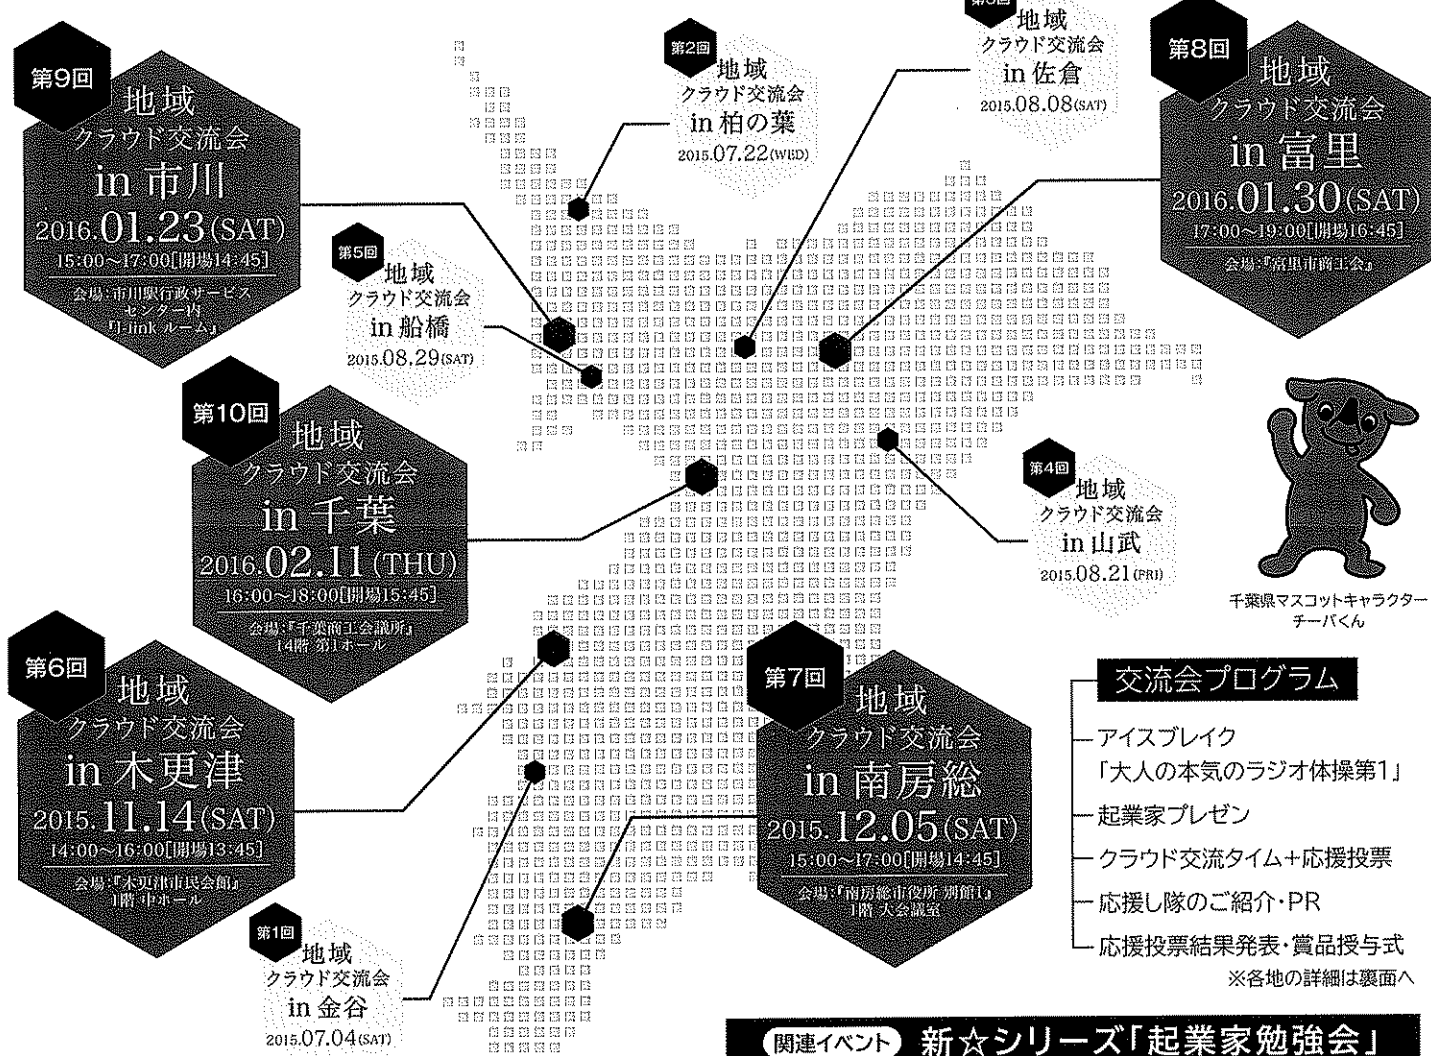 第9回
地域
クラウド交流会
in 市川
2016.01.23(SAT)
15:00〜17:00[開場14:45]
会場:市川駅行政サービス
センター内
『I-link ルーム』
第2回
地域
クラウド交流会
in 柏の葉
2015.07.22(WED)
地域
クラウド交流会
in 佐倉
2015.08.08(SAT)
第8回
地域
クラウド交流会
in 富里
2016.01.30(SAT)
17:00〜19:00[開場16:45]
会場:『富里市商工会』
第5回
地域
クラウド交流会
in 船橋
2015.08.29(SAT)
第10回
地域
クラウド交流会
in 千葉
2016.02.11(THU)
16:00〜18:00[開場15:45]
会場:『千葉商工会議所』
14階 第1ホール
第4回
地域
クラウド交流会
in 山武
2015.08.21(FRI)
千葉県マスコットキャラクター
チーバくん
第6回
地域
クラウド交流会
in 木更津
2015.11.14(SAT)
14:00〜16:00[開場13:45]
会場:『木更津市民会館』
1階 中ホール
第7回
地域
クラウド交流会
in 南房総
2015.12.05(SAT)
15:00〜17:00[開場14:45]
会場:『南房総市役所 別館1』
1階 大会議室
第1回
地域
クラウド交流会
in 金谷
2015.07.04(SAT)
交流会プログラム
アイスブレイク
「大人の本気のラジオ体操第1」
起業家プレゼン
クラウド交流タイム+応援投票
応援し隊のご紹介・PR
応援投票結果発表・賞品授与式
※各地の詳細は裏面へ
関連イベント 新☆シリーズ「起業家勉強会」